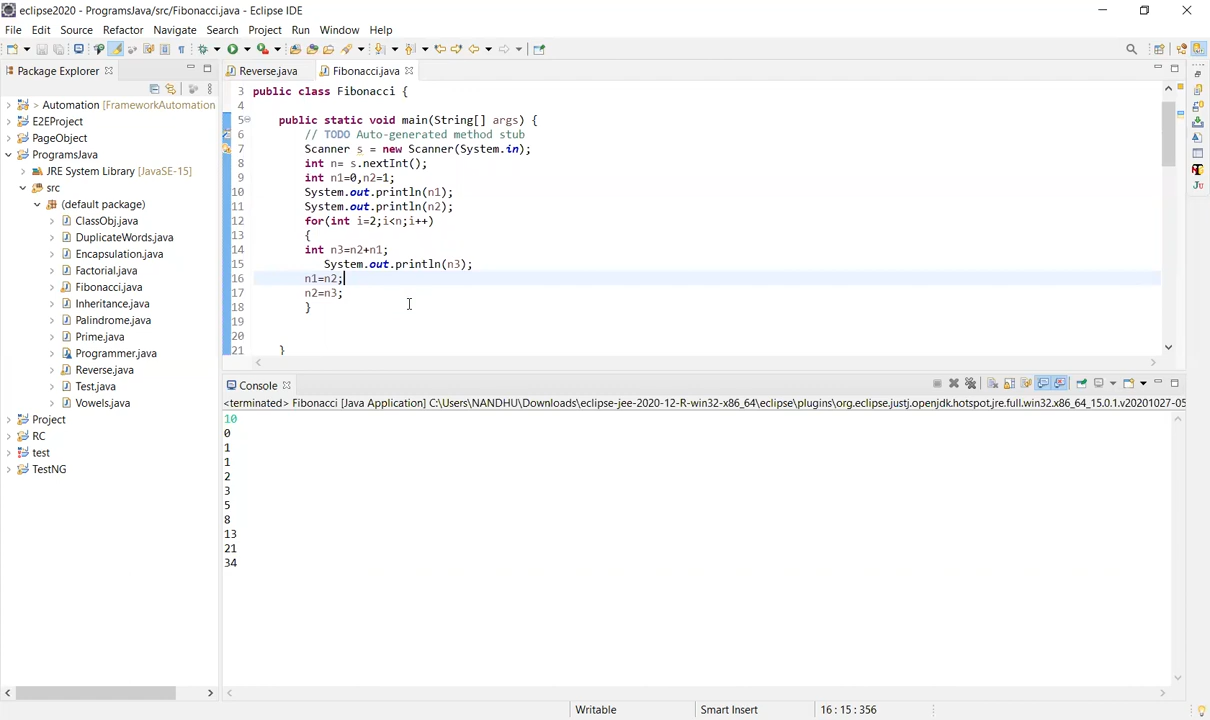 eclipse2020 - ProgramsJava/src/Fibonacci.java - Eclipse IDE
File Edit Source Refactor Navigate Search Project Run Window Help
Package Explorer
> Automation [FrameworkAutomation
E2EProject
PageObject
ProgramsJava
JRE System Library [JavaSE-15]
src
(default package)
ClassObj.java
DuplicateWords.java
Encapsulation.java
Factorial.java
Fibonacci.java
Inheritance.java
Palindrome.java
Prime.java
Programmer.java
Reverse.java
Test.java
Vowels.java
Project
RC
test
TestNG
Reverse.java Fibonacci.java
3 public class Fibonacci {
4
5 public static void main(String[] args) {
6 // TODO Auto-generated method stub
7 Scanner s = new Scanner(System.in);
8 int n= s.nextInt();
9 int n1=0,n2=1;
10 System.out.println(n1);
11 System.out.println(n2);
12 for(int i=2;i<n;i++)
13 {
14 int n3=n2+n1;
15 System.out.println(n3);
16 n1=n2;
17 n2=n3;
18 }
19
20
21 }
Console
<terminated> Fibonacci [Java Application] C:\Users\NANDHU\Downloads\eclipse-jee-2020-12-R-win32-x86_64\eclipse\plugins\org.eclipse.justj.openjdk.hotspot.jre.full.win32.x86_64_15.0.1.v20201027-05
10
0
1
1
2
3
5
8
13
21
34
Writable Smart Insert 16 : 15 : 356